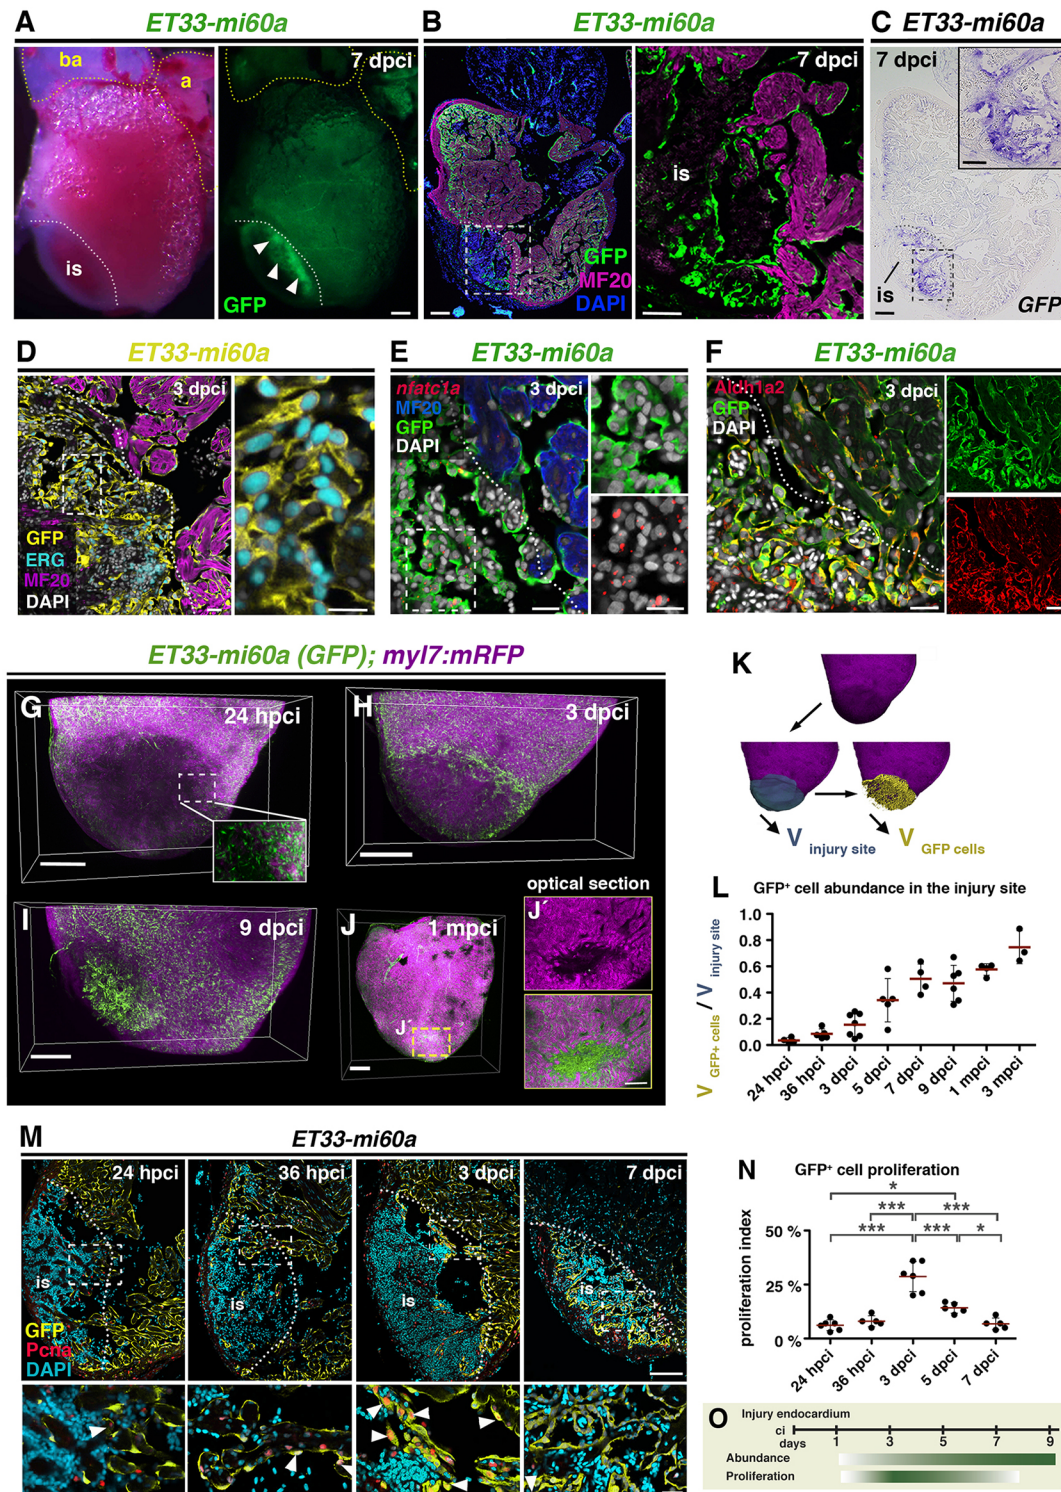 A ET33-mi60a
ba
a
7 dpci
is
GFP
B ET33-mi60a
7 dpci
is
GFP
MF20
DAPI
C ET33-mi60a
7 dpci
is
GFP
D ET33-mi60a
3 dpci
GFP
ERG
MF20
DAPI
E ET33-mi60a
nfatc1a
3 dpci
MF20
GFP
DAPI
F ET33-mi60a
Aldh1a2
3 dpci
GFP
DAPI
ET33-mi60a (GFP); myl7:mRFP
G
24 hpci
H
3 dpci
I
9 dpci
J
1 mpci
J´
optical section
J´
K
V injury site
V GFP cells
L GFP+ cell abundance in the injury site
V GFP+ cells / V injury site
1.0
0.8
0.6
0.4
0.2
0.0
24 hpci
36 hpci
3 dpci
5 dpci
7 dpci
9 dpci
1 mpci
3 mpci
M ET33-mi60a
24 hpci
36 hpci
3 dpci
7 dpci
is
is
is
is
GFP
Pcna
DAPI
N GFP+ cell proliferation
*
*** ***
*** *** *
proliferation index
50 %
25 %
0 %
24 hpci
36 hpci
3 dpci
5 dpci
7 dpci
O Injury endocardium
ci
days 1 3 5 7 9
Abundance
Proliferation